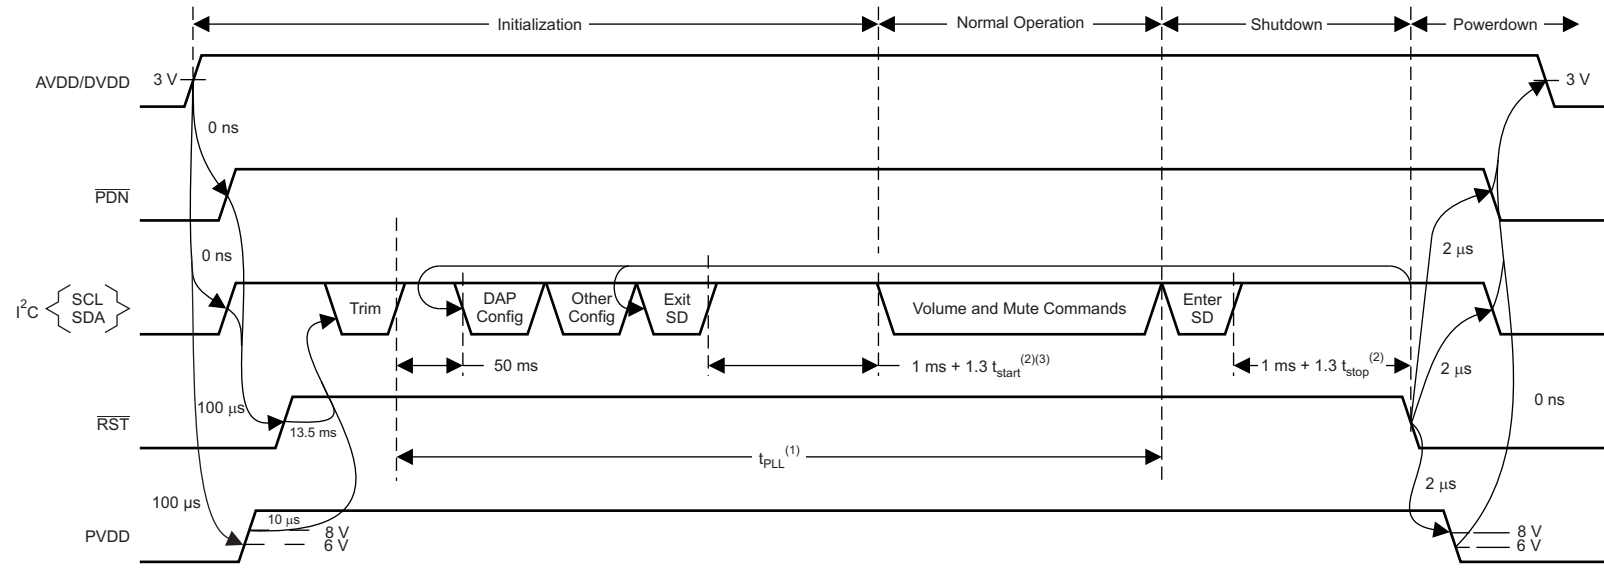 Initialization
Normal Operation
Shutdown
Powerdown
AVDD/DVDD
3 V
3 V
0 ns
PDN
0 ns
2 μs
I²C
SCL
SDA
Trim
DAP
Config
Other
Config
Exit
SD
Volume and Mute Commands
Enter
SD
50 ms
1 ms + 1.3 tstart(2)(3)
1 ms + 1.3 tstop(2)
2 μs
0 ns
100 μs
RST
13.5 ms
tPLL(1)
2 μs
100 μs
10 μs
PVDD
8 V
6 V
8 V
6 V